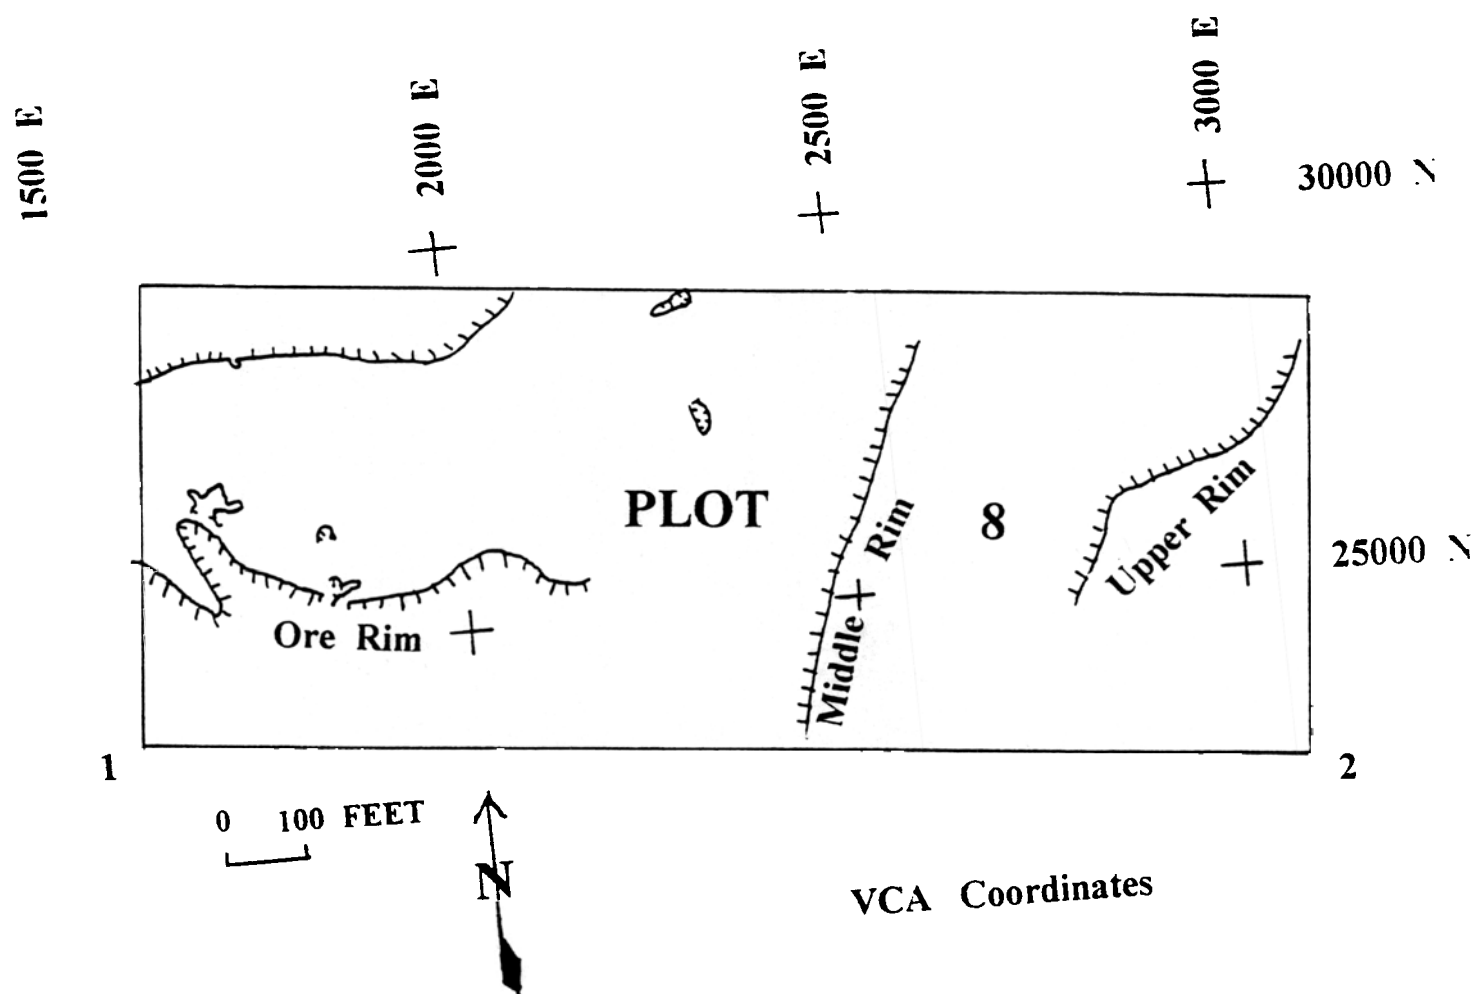 1500 E
2000 E
2500 E
3000 E
30000 N
PLOT
8
Middle Rim
Upper Rim
25000 N
Ore Rim
1
2
0 100 FEET
N
VCA Coordinates